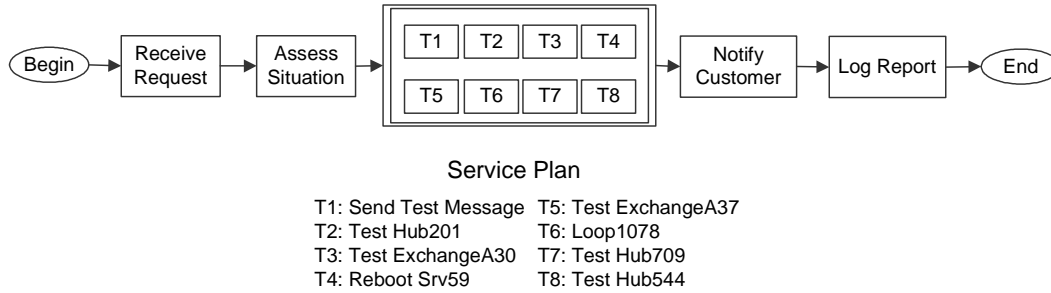 Begin
Receive
Request
Assess
Situation
T1 T2 T3 T4
T5 T6 T7 T8
Notify
Customer
Log Report
End
Service Plan
T1: Send Test Message T5: Test ExchangeA37
T2: Test Hub201 T6: Loop1078
T3: Test ExchangeA30 T7: Test Hub709
T4: Reboot Srv59 T8: Test Hub544